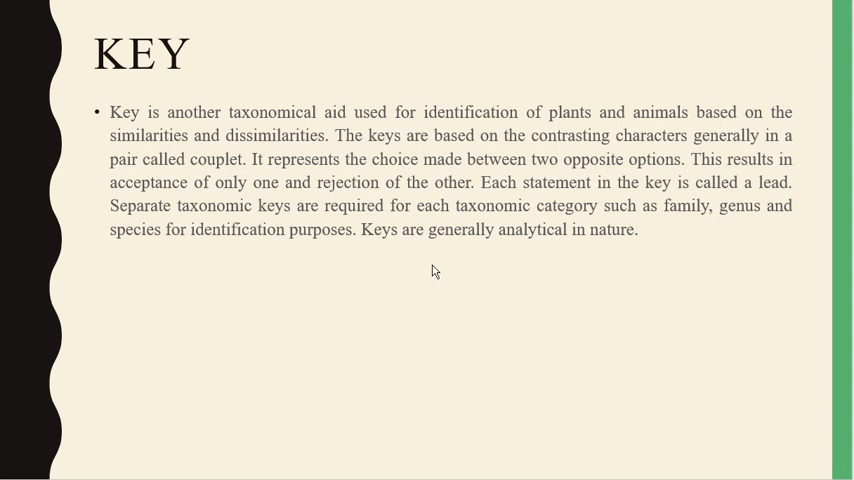 KEY
• Key is another taxonomical aid used for identification of plants and animals based on the
similarities and dissimilarities. The keys are based on the contrasting characters generally in a
pair called couplet. It represents the choice made between two opposite options. This results in
acceptance of only one and rejection of the other. Each statement in the key is called a lead.
Separate taxonomic keys are required for each taxonomic category such as family, genus and
species for identification purposes. Keys are generally analytical in nature.